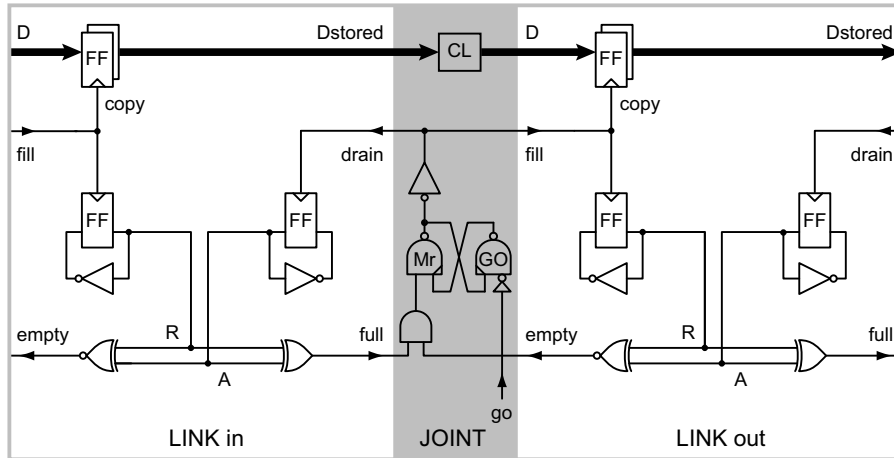 D Dstored D Dstored
FF CL FF
copy copy
fill drain fill drain
FF FF FF FF
Mr GO
empty R full empty R full
A A
go
LINK in JOINT LINK out